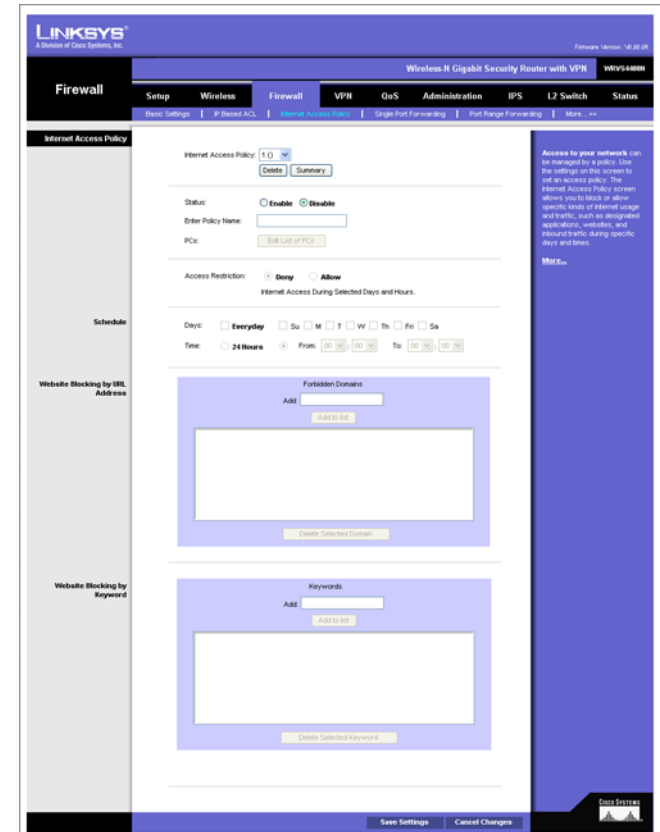 LINKSYS®
A Division of Cisco Systems, Inc.
Firmware Version: V0.00.08
Wireless-N Gigabit Security Router with VPN WRVS4400N
Firewall
Setup Wireless Firewall VPN QoS Administration IPS L2 Switch Status
Basic Settings | IP Based ACL | Internet Access Policy | Single Port Forwarding | Port Range Forwarding | More... >>
Internet Access Policy
Internet Access Policy: 1 ()
Delete Summary
Status: Enable Disable
Enter Policy Name:
PCs: Edit List of PCs
Access Restriction: Deny Allow
Internet Access During Selected Days and Hours.
Schedule
Days: Everyday Su M T W Th Fri Sa
Time: 24 Hours From: 00 : 00 To: 00 : 00
Website Blocking by URL
Address
Forbidden Domains
Add:
Add to list
Delete Selected Domain
Website Blocking by
Keyword
Keywords
Add:
Add to list
Delete Selected Keyword
Access to your network can
be managed by a policy. Use
the settings on this screen to
set an access policy. The
Internet Access Policy screen
allows you to block or allow
specific kinds of Internet usage
and traffic, such as designated
applications, websites, and
inbound traffic during specific
days and times.
More...
Save Settings Cancel Changes
Cisco Systems